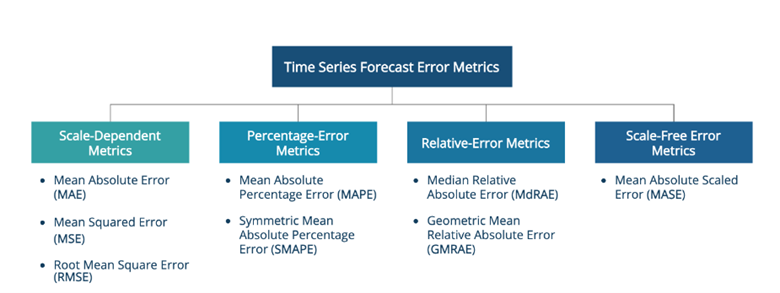 Time Series Forecast Error Metrics
Scale-Dependent
Metrics
• Mean Absolute Error
(MAE)
• Mean Squared Error
(MSE)
• Root Mean Square Error
(RMSE)
Percentage-Error
Metrics
• Mean Absolute
Percentage Error (MAPE)
• Symmetric Mean
Absolute Percentage
Error (SMAPE)
Relative-Error Metrics
• Median Relative
Absolute Error (MdRAE)
• Geometric Mean
Relative Absolute Error
(GMRAE)
Scale-Free Error
Metrics
• Mean Absolute Scaled
Error (MASE)